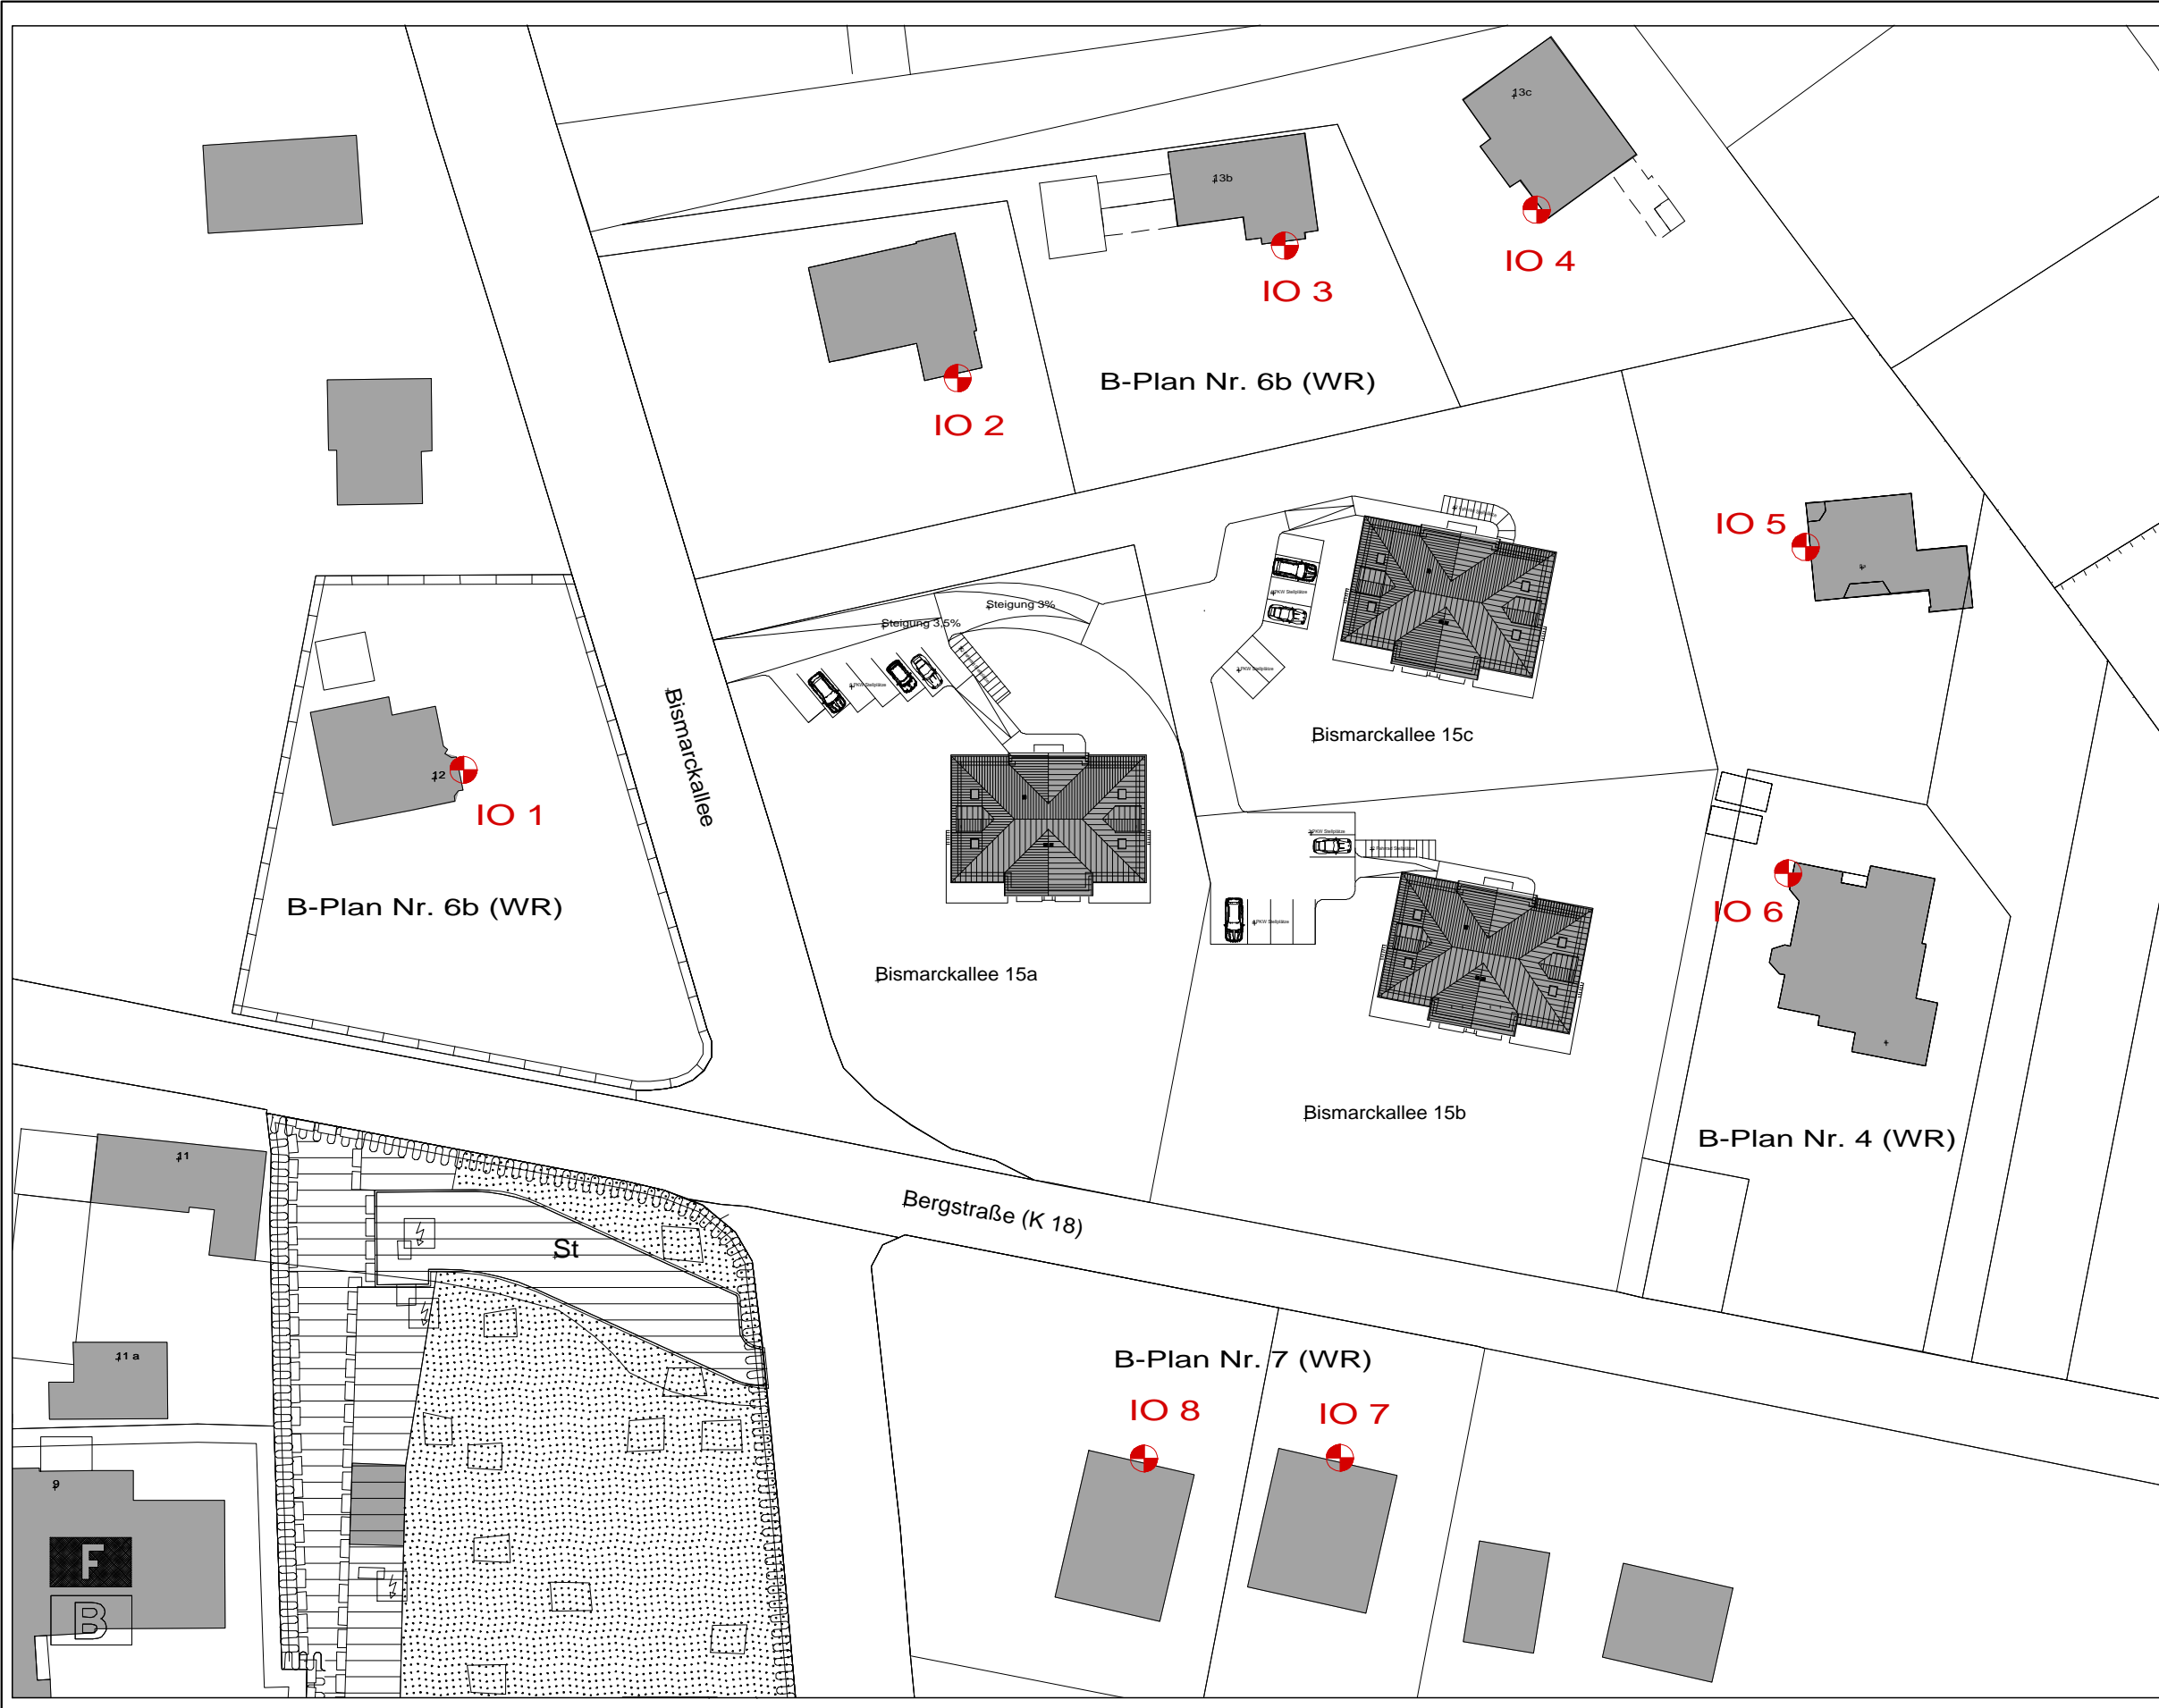 13c
13b
IO 4
IO 3
B-Plan Nr. 6b (WR)
IO 2
IO 5
Steigung 3%
Steigung 3,5%
Bismarckallee
Bismarckallee 15c
12
IO 1
B-Plan Nr. 6b (WR)
IO 6
Bismarckallee 15a
Bismarckallee 15b
B-Plan Nr. 4 (WR)
11
Bergstraße (K 18)
St
11 a
B-Plan Nr. 7 (WR)
IO 8
IO 7
9
F
B